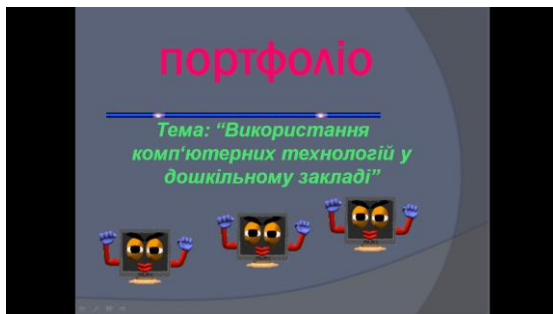 портфоліо
Тема: “Використання
комп‘ютерних технологій у
дошкільному закладі”